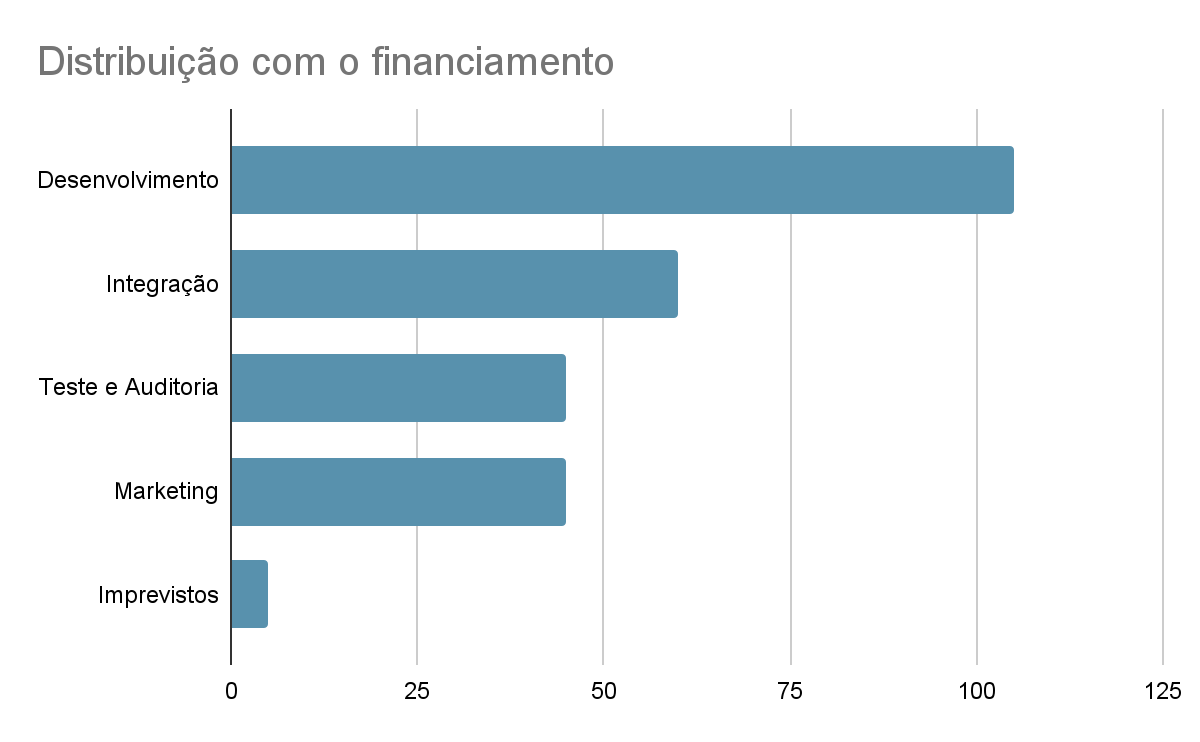 Distribuição com o financiamento
Desenvolvimento
Integração
Teste e Auditoria
Marketing
Imprevistos
0 25 50 75 100 125